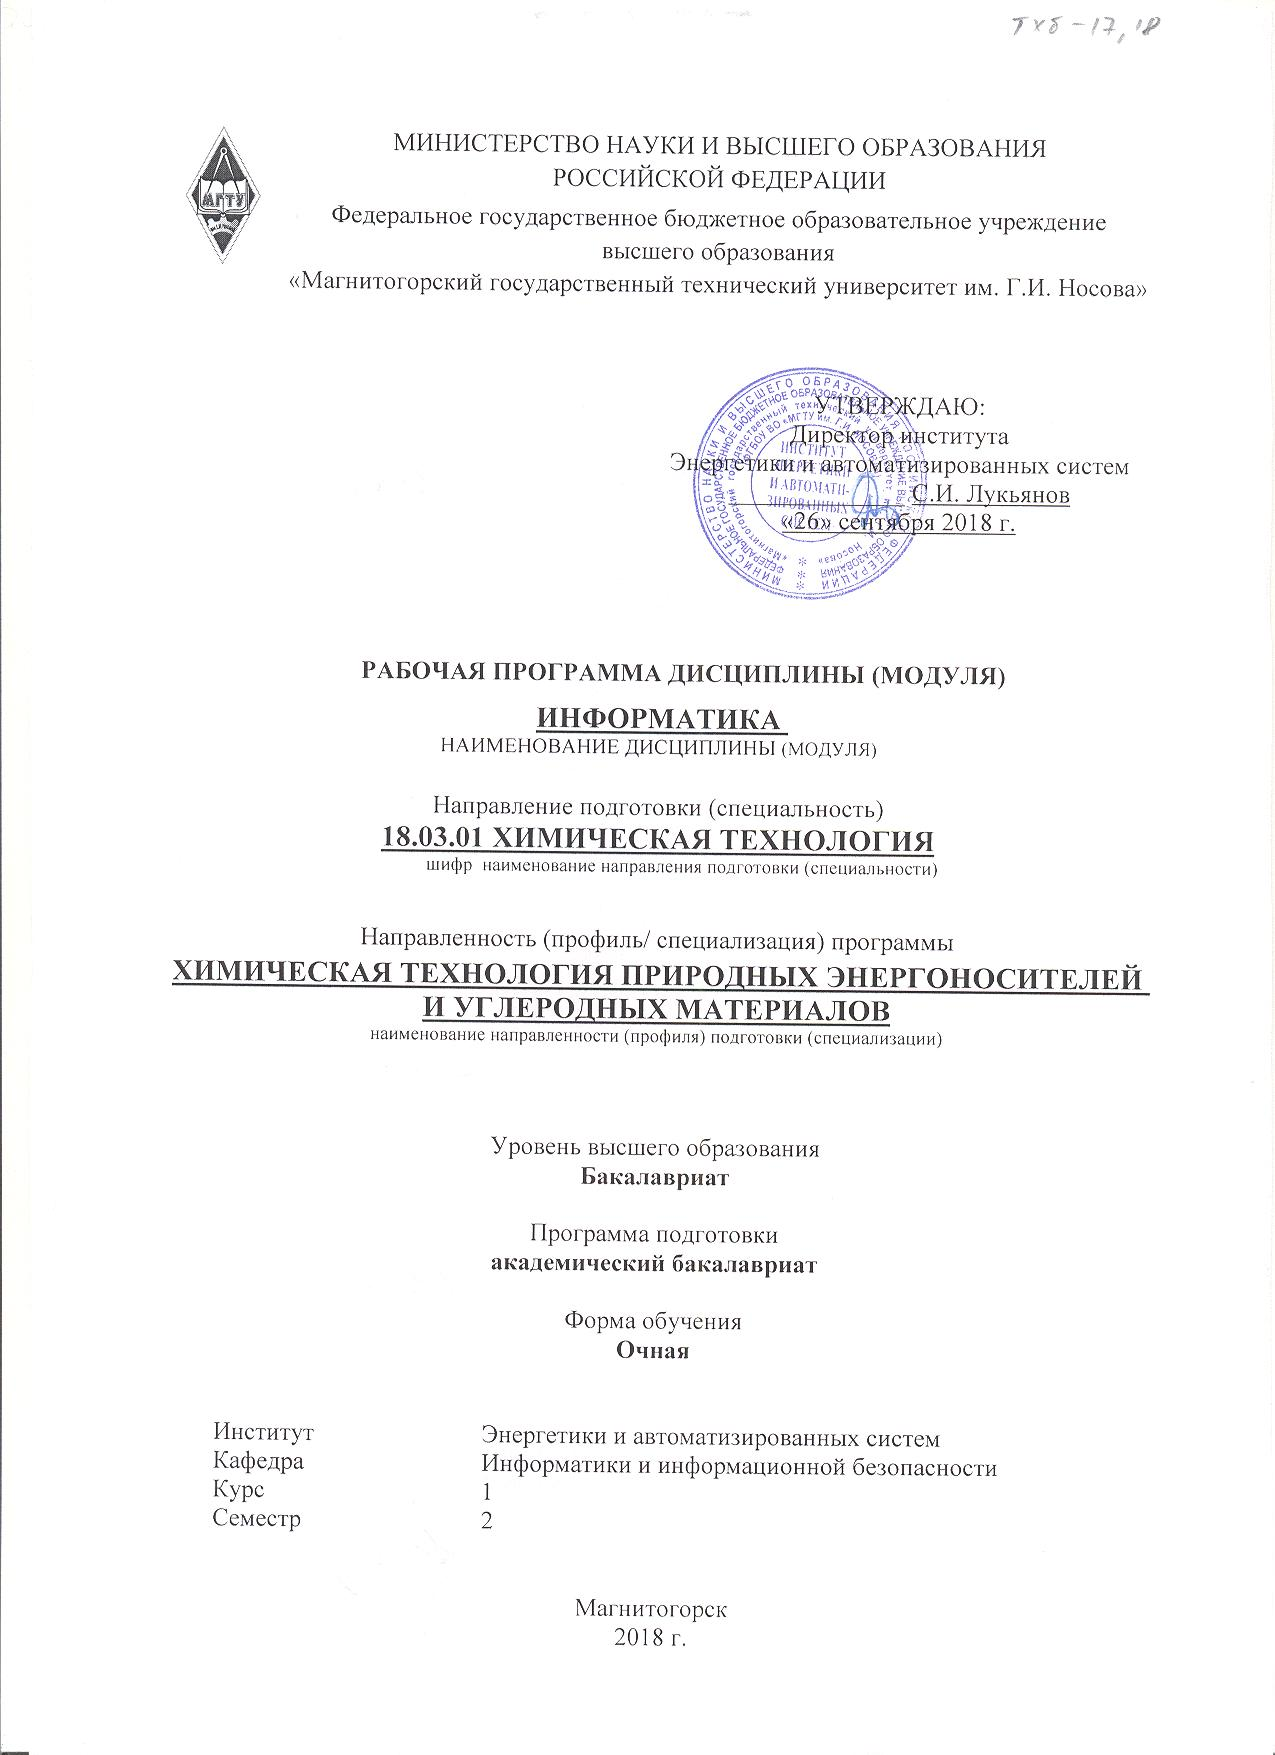 ТХб-17,18
МИНИСТЕРСТВО НАУКИ И ВЫСШЕГО ОБРАЗОВАНИЯ
РОССИЙСКОЙ ФЕДЕРАЦИИ
Федеральное государственное бюджетное образовательное учреждение
высшего образования
«Магнитогорский государственный технический университет им. Г.И. Носова»
МГТУ
УТВЕРЖДАЮ:
Директор института
Энергетики и автоматизированных систем
С.И. Лукьянов
«26» сентября 2018 г.
ИНСТИТУТ
ЭНЕРГЕТИКИ
И АВТОМАТИ-
ЗИРОВАННЫХ
РАБОЧАЯ ПРОГРАММА ДИСЦИПЛИНЫ (МОДУЛЯ)
ИНФОРМАТИКА
НАИМЕНОВАНИЕ ДИСЦИПЛИНЫ (МОДУЛЯ)
Направление подготовки (специальность)
18.03.01 ХИМИЧЕСКАЯ ТЕХНОЛОГИЯ
шифр наименование направления подготовки (специальности)
Направленность (профиль/ специализация) программы
ХИМИЧЕСКАЯ ТЕХНОЛОГИЯ ПРИРОДНЫХ ЭНЕРГОНОСИТЕЛЕЙ
И УГЛЕРОДНЫХ МАТЕРИАЛОВ
наименование направленности (профиля) подготовки (специализации)
Уровень высшего образования
Бакалавриат
Программа подготовки
академический бакалавриат
Форма обучения
Очная
Институт Энергетики и автоматизированных систем
Кафедра Информатики и информационной безопасности
Курс 1
Семестр 2
Магнитогорск
2018 г.